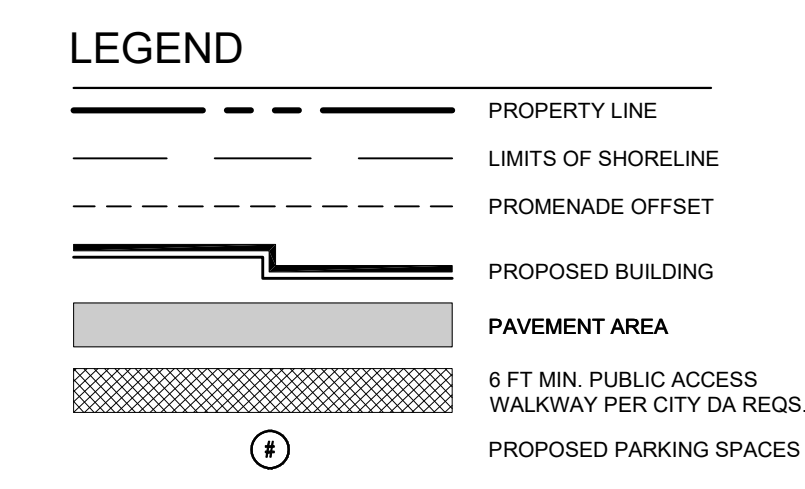 LEGEND
PROPERTY LINE
LIMITS OF SHORELINE
PROMENADE OFFSET
PROPOSED BUILDING
PAVEMENT AREA
6 FT MIN. PUBLIC ACCESS
WALKWAY PER CITY DA REQS.
# PROPOSED PARKING SPACES